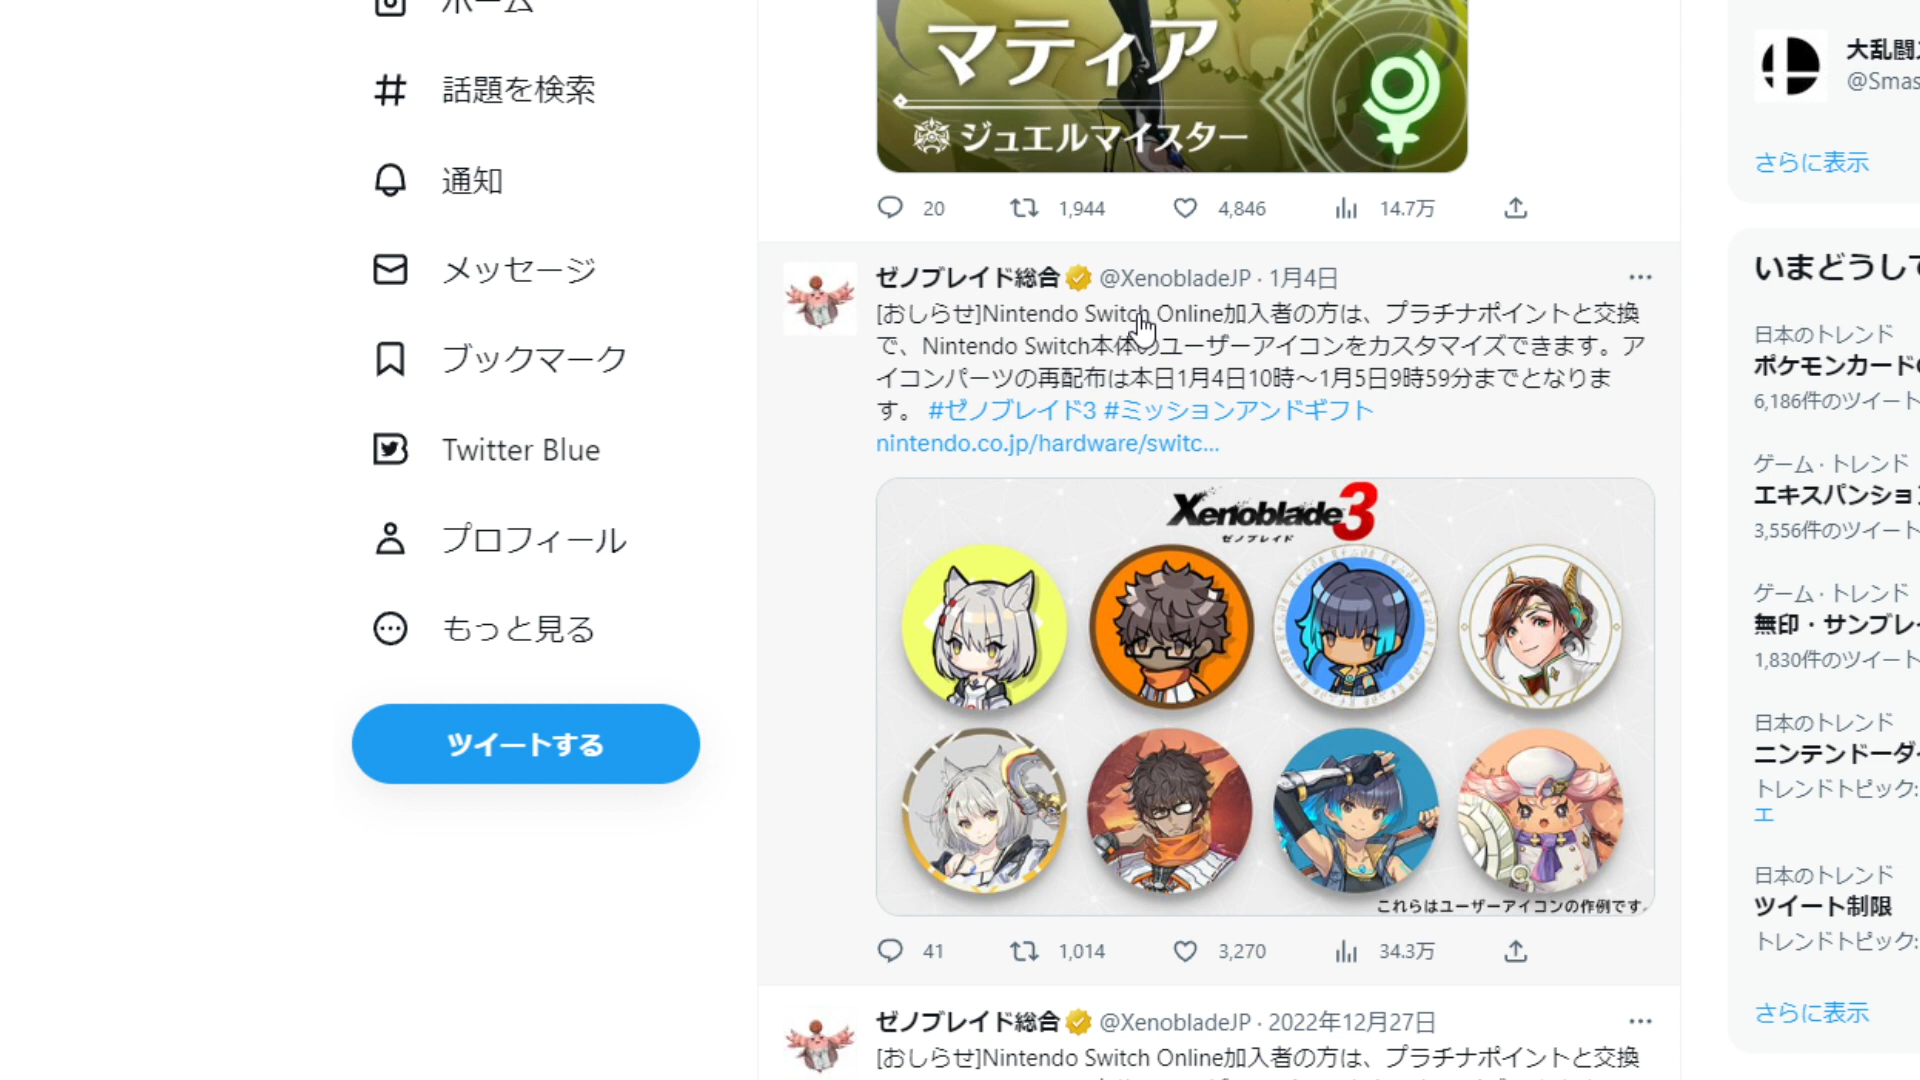 ホーム
話題を検索
通知
メッセージ
ブックマーク
Twitter Blue
プロフィール
もっと見る
ツイートする
マティア
ジュエルマイスター
20 1,944 4,846 14.7万
ゼノブレイド総合 @XenobladeJP · 1月4日
[おしらせ]Nintendo Switch Online加入者の方は、プラチナポイントと交換
で、Nintendo Switch本体のユーザーアイコンをカスタマイズできます。ア
イコンパーツの再配布は本日1月4日10時～1月5日9時59分までとなりま
す。 #ゼノブレイド3 #ミッションアンドギフト
nintendo.co.jp/hardware/switc...
Xenoblade3
ゼノブレイド
これらはユーザーアイコンの作例です。
41 1,014 3,270 34.3万
ゼノブレイド総合 @XenobladeJP · 2022年12月27日
[おしらせ]Nintendo Switch Online加入者の方は、プラチナポイントと交換
大乱闘
@Smas
さらに表示
いまどうして
日本のトレンド
ポケモンカード
6,186件のツイート
ゲーム · トレンド
エキスパンショ
3,556件のツイート
ゲーム · トレンド
無印・サンブレ
1,830件のツイート
日本のトレンド
ニンテンドーダ
トレンドトピック:
エ
日本のトレンド
ツイート制限
トレンドトピック:
さらに表示